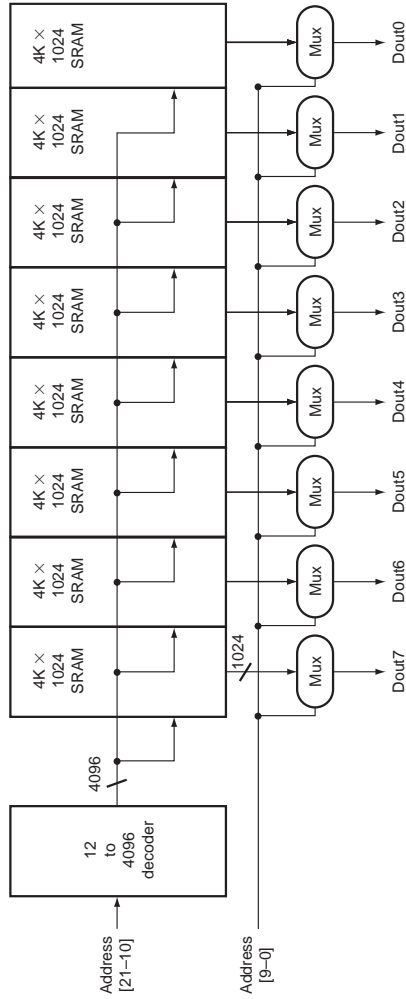 Address
[21–10]
12
to
4096
decoder
4096
4K ×
1024
SRAM
4K ×
1024
SRAM
4K ×
1024
SRAM
4K ×
1024
SRAM
4K ×
1024
SRAM
4K ×
1024
SRAM
4K ×
1024
SRAM
4K ×
1024
SRAM
Address
[9–0]
1024
Mux
Mux
Mux
Mux
Mux
Mux
Mux
Mux
Dout7
Dout6
Dout5
Dout4
Dout3
Dout2
Dout1
Dout0